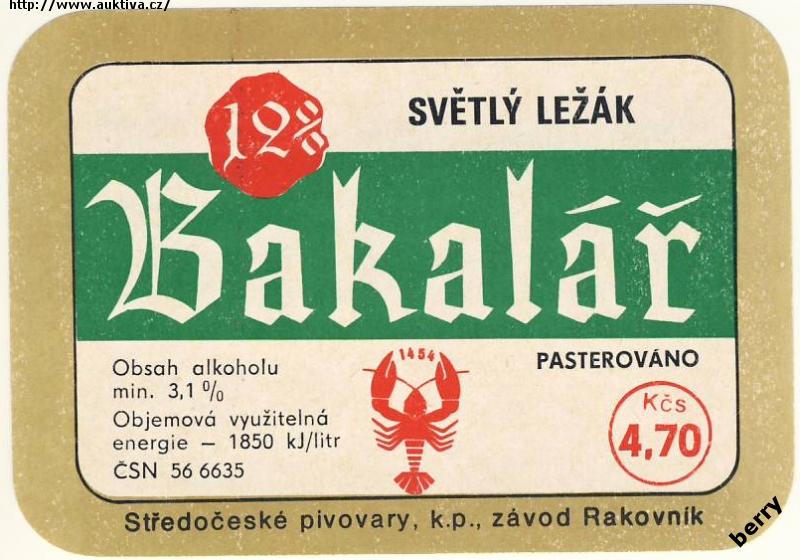 http://www.auktiva.cz/
12%
SVĚTLÝ LEŽÁK
Bakalář
Obsah alkoholu
min. 3,1 %
Objemová využitelná
energie – 1850 kJ/litr
ČSN 56 6635
1454
PASTEROVÁNO
Kčs
4,70
Středočeské pivovary, k.p., závod Rakovník
berry